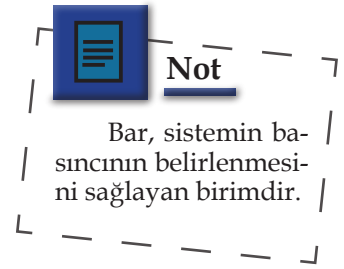 Not
Bar, sistemin ba-
sıncının belirlenmesi-
ni sağlayan birimdir.